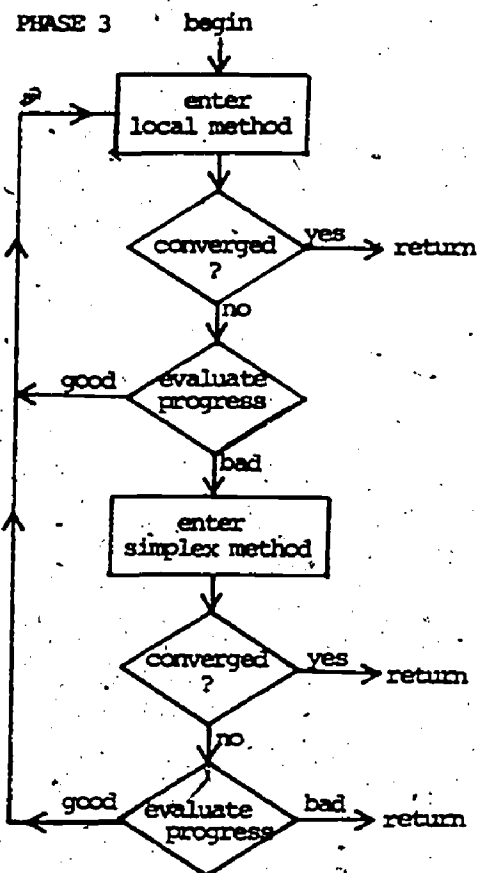 PHASE 3 begin
enter
local method
converged yes return
?
no
evaluate
good progress
bad
enter
simplex method
converged yes return
?
no
good evaluate bad return
progress